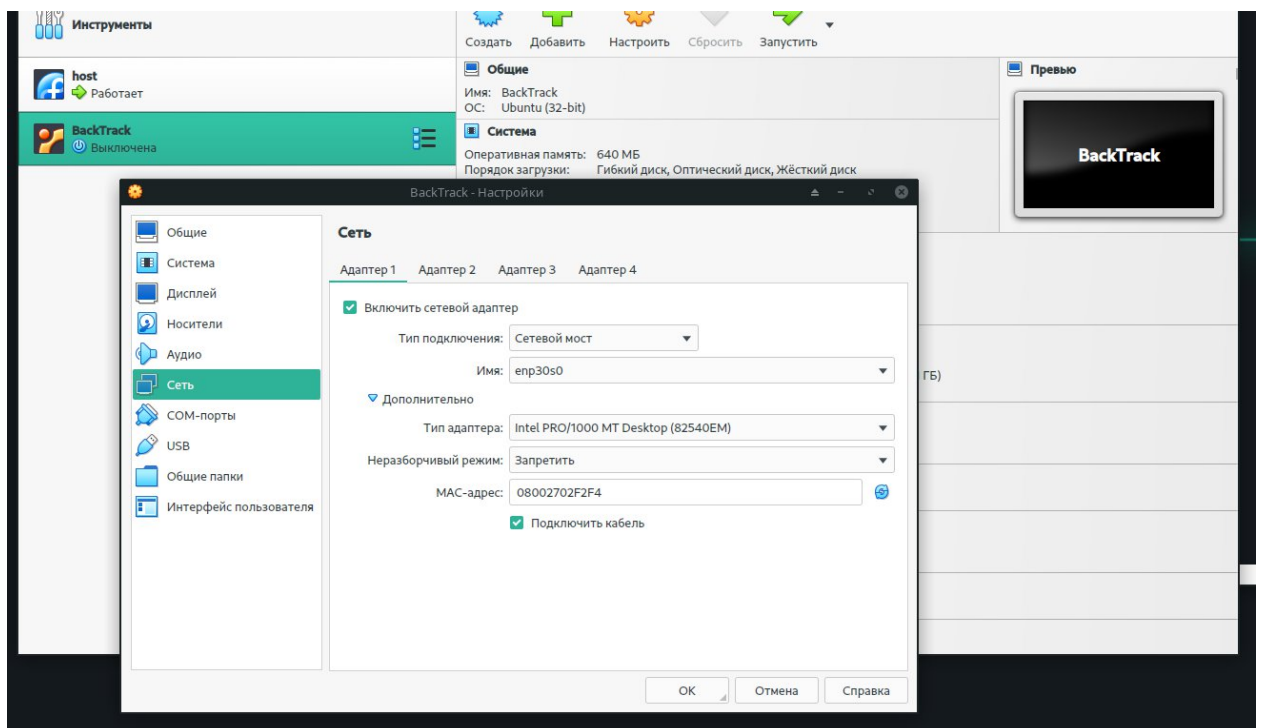 Инструменты
Создать Добавить Настроить Сбросить Запустить
host
Работает
BackTrack
Выключена
Общие
Имя: BackTrack
ОС: Ubuntu (32-bit)
Система
Оперативная память: 640 МБ
Порядок загрузки: Гибкий диск, Оптический диск, Жёсткий диск
Превью
BackTrack
ГБ)
BackTrack - Настройки
Общие
Система
Дисплей
Носители
Аудио
Сеть
COM-порты
USB
Общие папки
Интерфейс пользователя
Сеть
Адаптер 1 Адаптер 2 Адаптер 3 Адаптер 4
Включить сетевой адаптер
Тип подключения: Сетевой мост
Имя: enp30s0
Дополнительно
Тип адаптера: Intel PRO/1000 MT Desktop (82540EM)
Неразборчивый режим: Запретить
MAC-адрес: 08002702F2F4
Подключить кабель
OK Отмена Справка